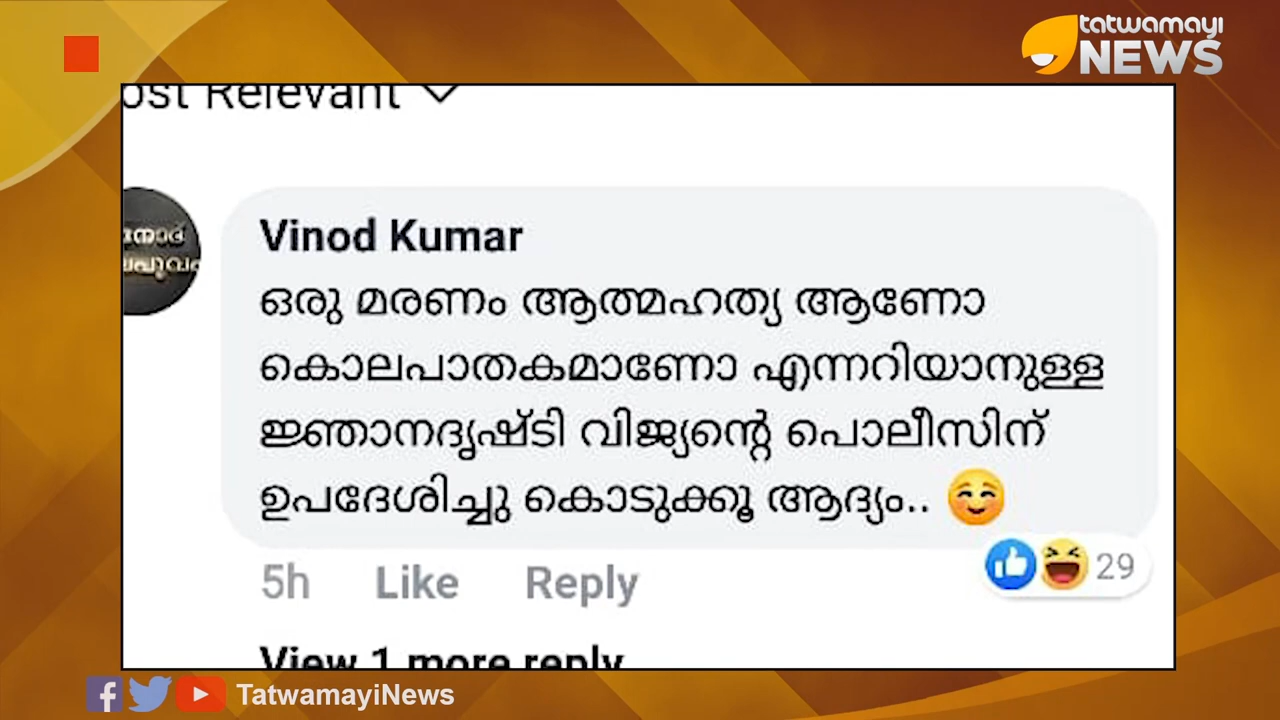 tatwamayi
NEWS
ost Relevant
Vinod Kumar
ഒരു മരണം ആത്മഹത്യ ആണോ
കൊലപാതകമാണോ എന്നറിയാനുള്ള
ജ്ഞാനദൃഷ്ടി വിജ്യന്റെ പൊലീസിന്
ഉപദേശിച്ചു കൊടുക്കൂ ആദ്യം.. ☺️
29
5h Like Reply
View 1 more reply
TatwamayiNews